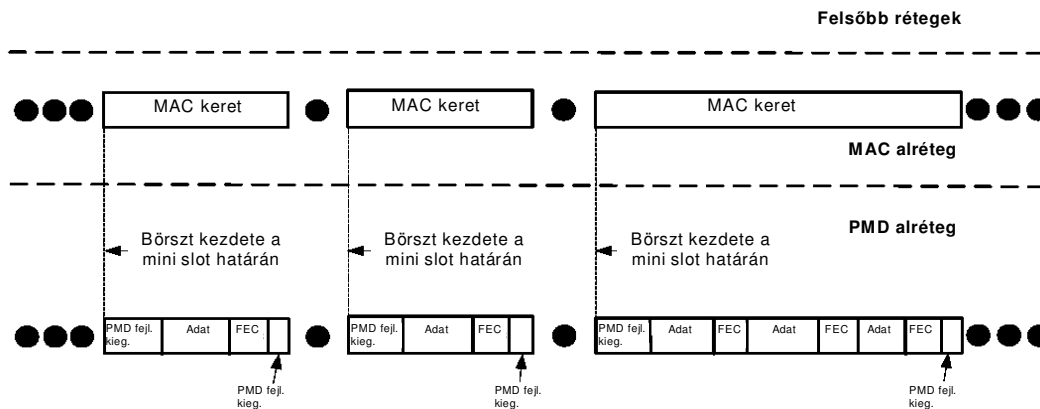 Felsőbb rétegek
MAC keret
MAC keret
MAC keret
MAC alréteg
PMD alréteg
Börszt kezdete a
mini slot határán
Börszt kezdete a
mini slot határán
Börszt kezdete a
mini slot határán
PMD fejl.
kieg.
Adat
FEC
PMD fejl.
kieg.
Adat
FEC
PMD fejl.
kieg.
Adat
FEC
Adat
FEC
Adat
FEC
PMD fejl.
kieg.
PMD fejl.
kieg.
PMD fejl.
kieg.